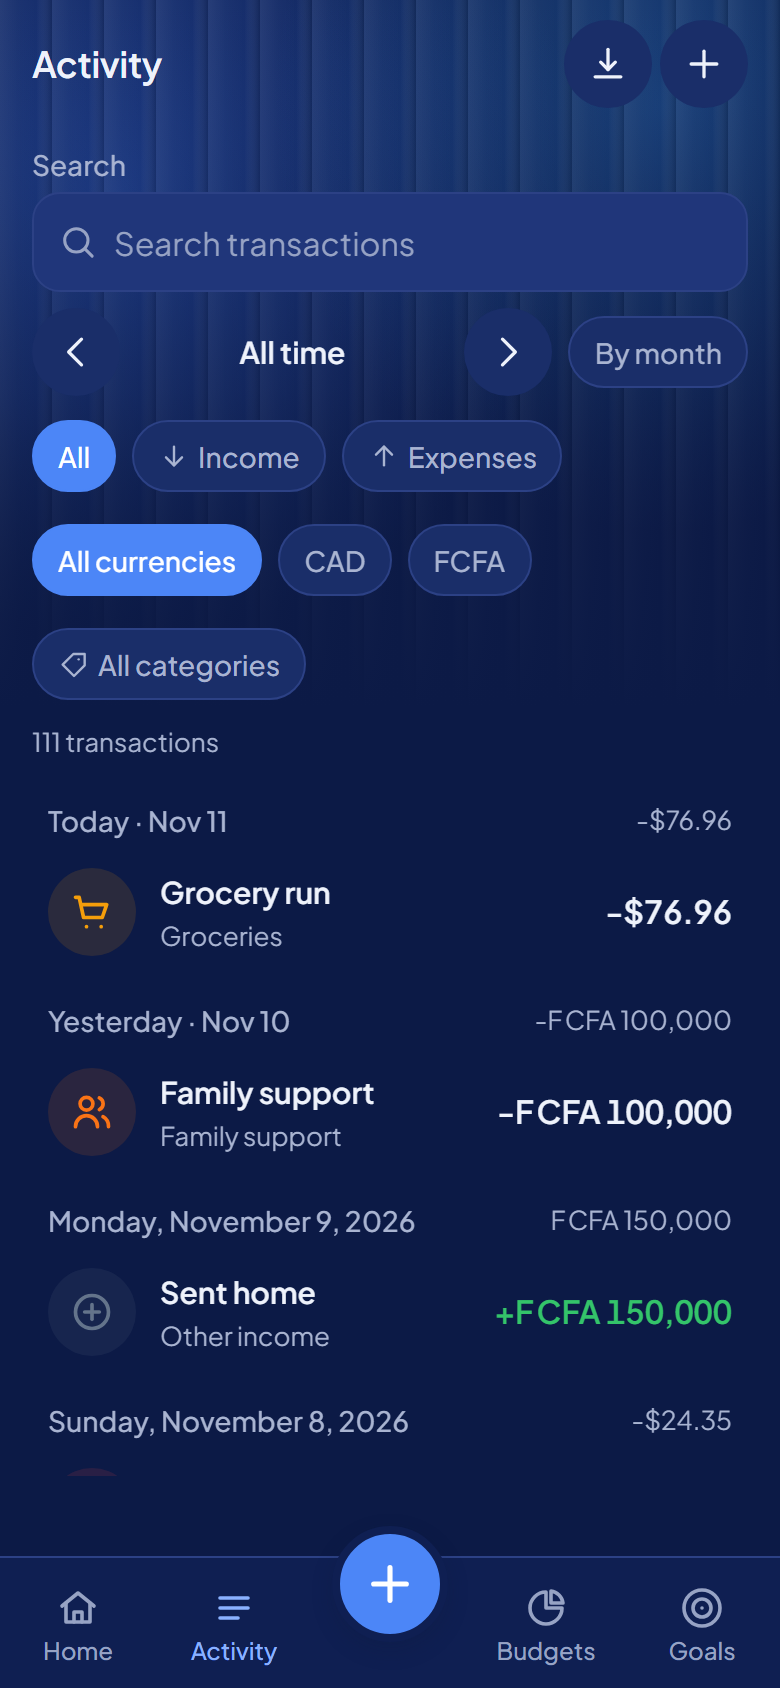 Activity
Search
Search transactions
All time
By month
All
Income
Expenses
All currencies
CAD
FCFA
All categories
111 transactions
Today · Nov 11
-$76.96
Grocery run
Groceries
-$76.96
Yesterday · Nov 10
-FCFA 100,000
Family support
Family support
-FCFA 100,000
Monday, November 9, 2026
FCFA 150,000
Sent home
Other income
+FCFA 150,000
Sunday, November 8, 2026
-$24.35
Home
Activity
Budgets
Goals